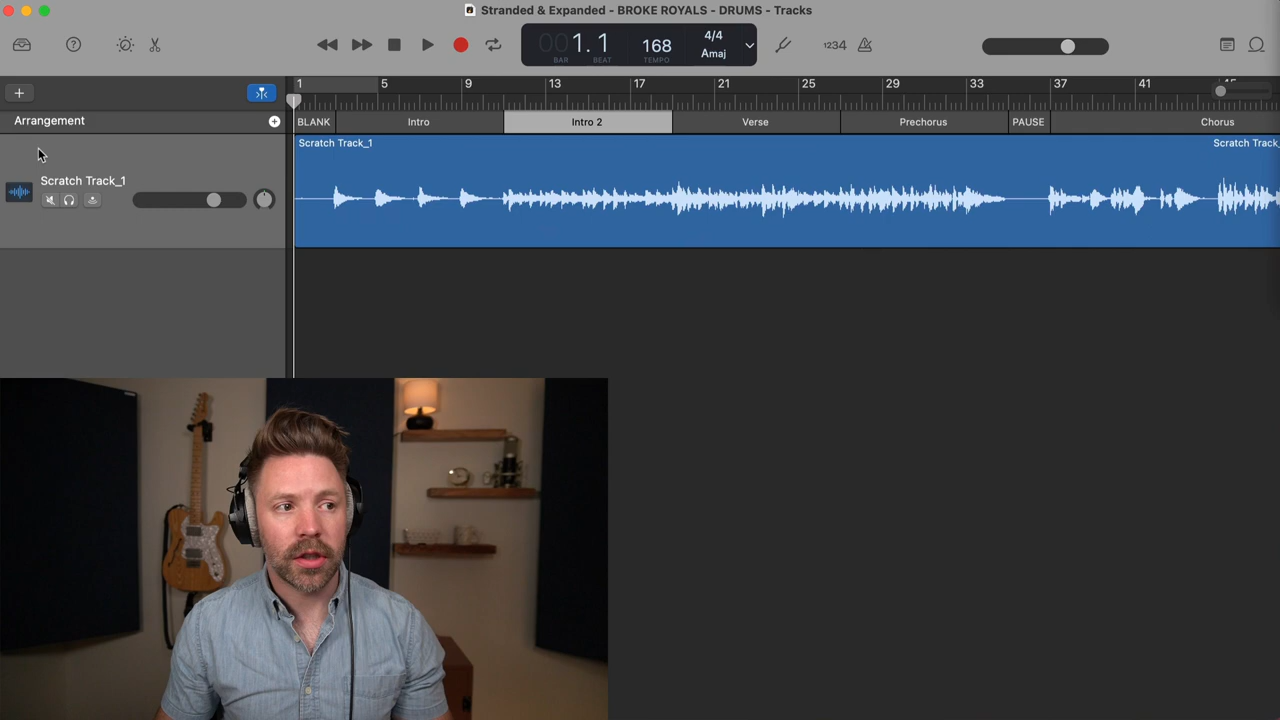 Stranded & Expanded - BROKE ROYALS - DRUMS - Tracks
001.1
BAR BEAT
168
TEMPO
4/4
Amaj
1234
1 5 9 13 17 21 25 29 33 37 41 45
Arrangement
BLANK Intro Intro 2 Verse Prechorus PAUSE Chorus
Scratch Track_1 Scratch Track_
Scratch Track_1